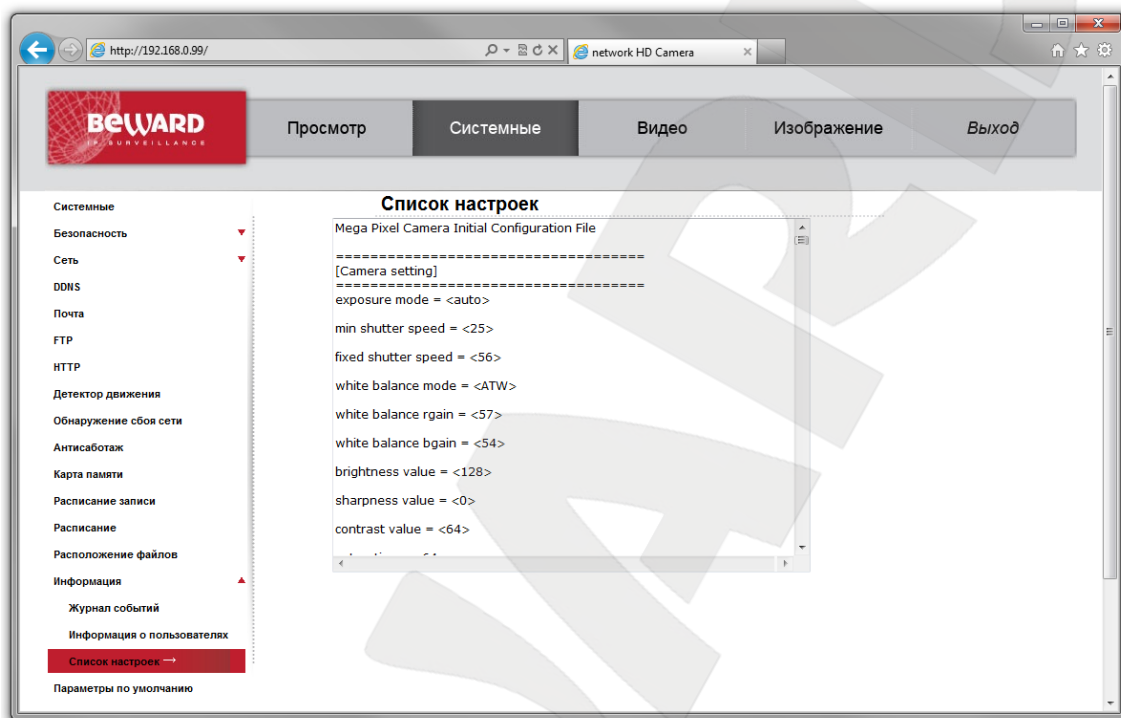 http://192.168.0.99/
network HD Camera
BEWARD
IP SURVEILLANCE
Просмотр
Системные
Видео
Изображение
Выход
Системные
Безопасность
Сеть
DDNS
Почта
FTP
HTTP
Детектор движения
Обнаружение сбоя сети
Антисаботаж
Карта памяти
Расписание записи
Расписание
Расположение файлов
Информация
Журнал событий
Информация о пользователях
Список настроек →
Параметры по умолчанию
Список настроек
Mega Pixel Camera Initial Configuration File
====================================
[Camera setting]
====================================
exposure mode = <auto>
min shutter speed = <25>
fixed shutter speed = <56>
white balance mode = <ATW>
white balance rgain = <57>
white balance bgain = <54>
brightness value = <128>
sharpness value = <0>
contrast value = <64>